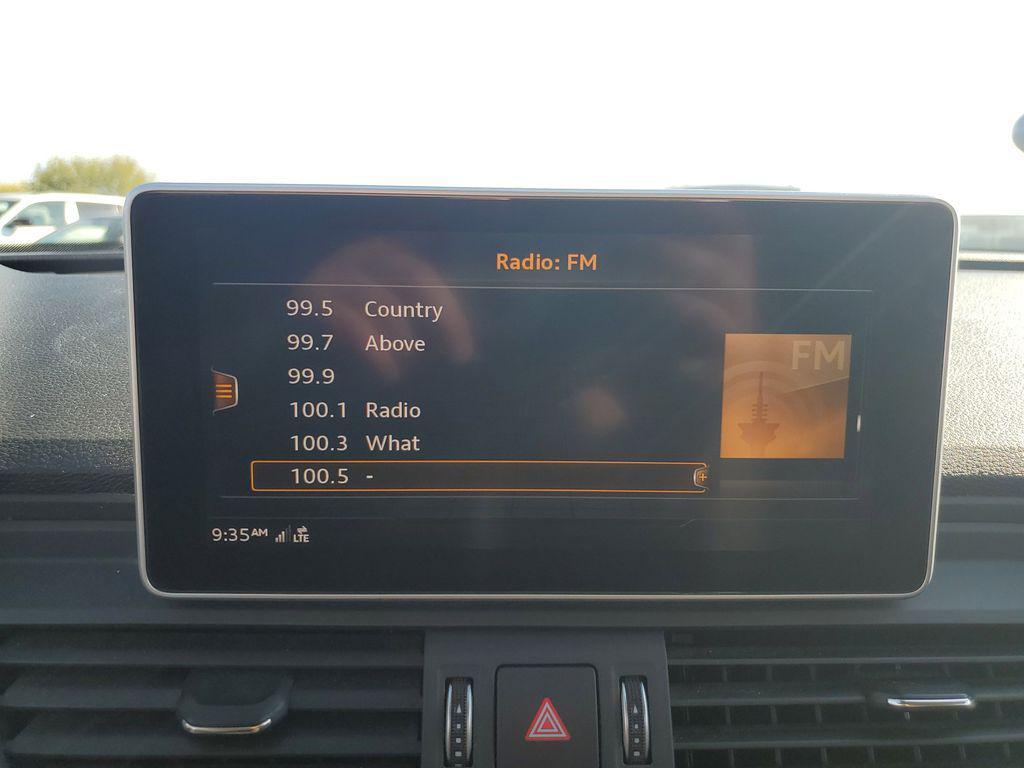 Radio: FM
99.5 Country
FM
99.7 Above
99.9
100.1 Radio
100.3 What
100.5 -
9:35AM LTE